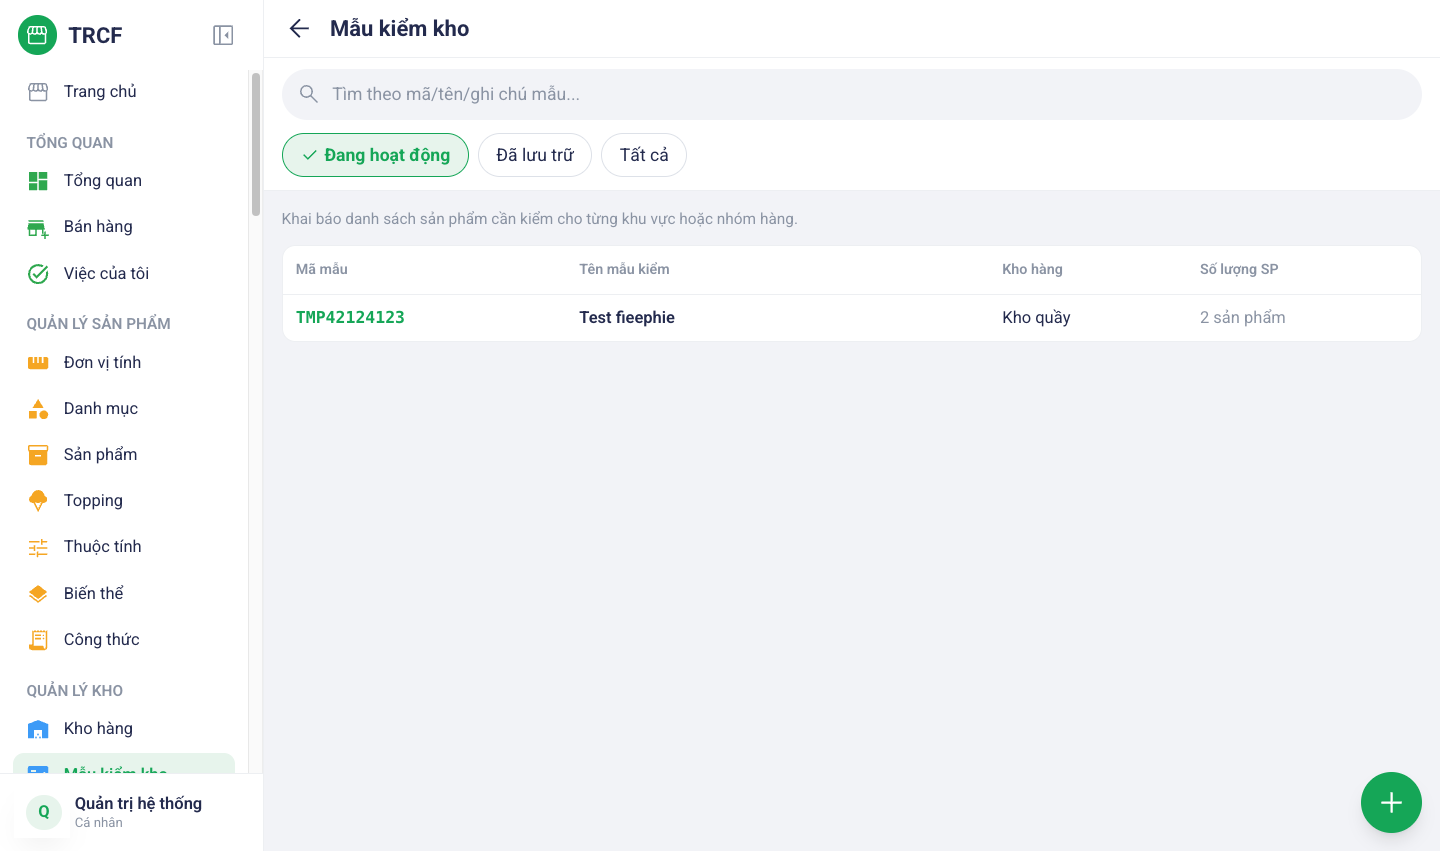 TRCF
Trang chủ
TỔNG QUAN
Tổng quan
Bán hàng
Việc của tôi
QUẢN LÝ SẢN PHẨM
Đơn vị tính
Danh mục
Sản phẩm
Topping
Thuộc tính
Biến thể
Công thức
QUẢN LÝ KHO
Kho hàng
Mẫu kiểm kho
Q
Quản trị hệ thống
Cá nhân
Mẫu kiểm kho
Tìm theo mã/tên/ghi chú mẫu...
Đang hoạt động Đã lưu trữ Tất cả
Khai báo danh sách sản phẩm cần kiểm cho từng khu vực hoặc nhóm hàng.
Mã mẫu Tên mẫu kiểm Kho hàng Số lượng SP
TMP42124123 Test fieephie Kho quầy 2 sản phẩm